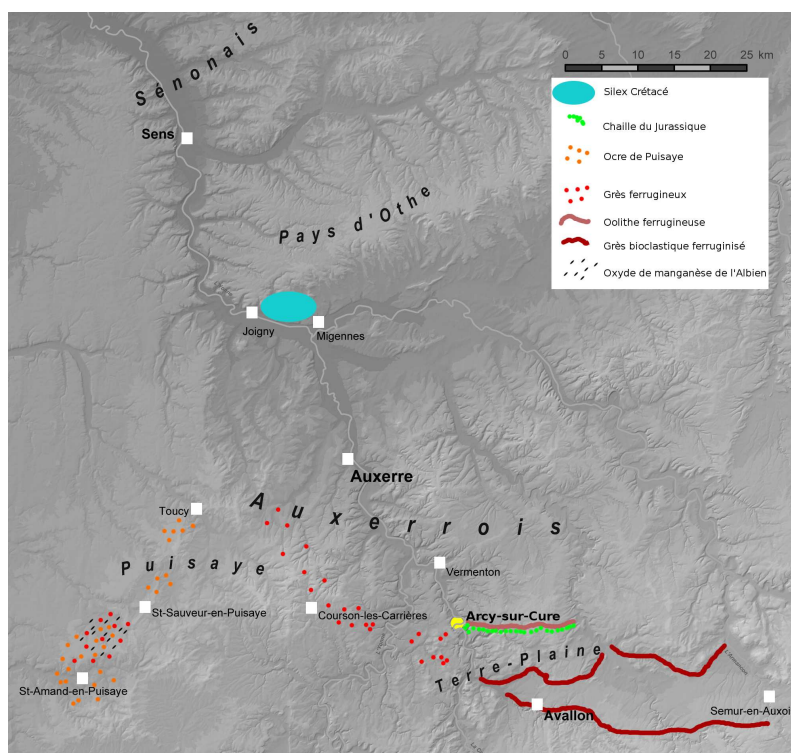 Sénonais
0 5 10 15 20 25 km
Silex Crétacé
Chaille du Jurassique
Ocre de Puisaye
Grès ferrugineux
Oolithe ferrugineuse
Grès bioclastique ferruginisé
Oxyde de manganèse de l'Albien
Sens
Pays d'Othe
Joigny
Migennes
Auxerre
Toucy
Auxerrois
Puisaye
Vermenton
St-Sauveur-en-Puisaye
Courson-les-Carrières
Arcy-sur-Cure
Terre-Plaine
L'Armançon
St-Amand-en-Puisaye
Avallon
Semur-en-Auxoi